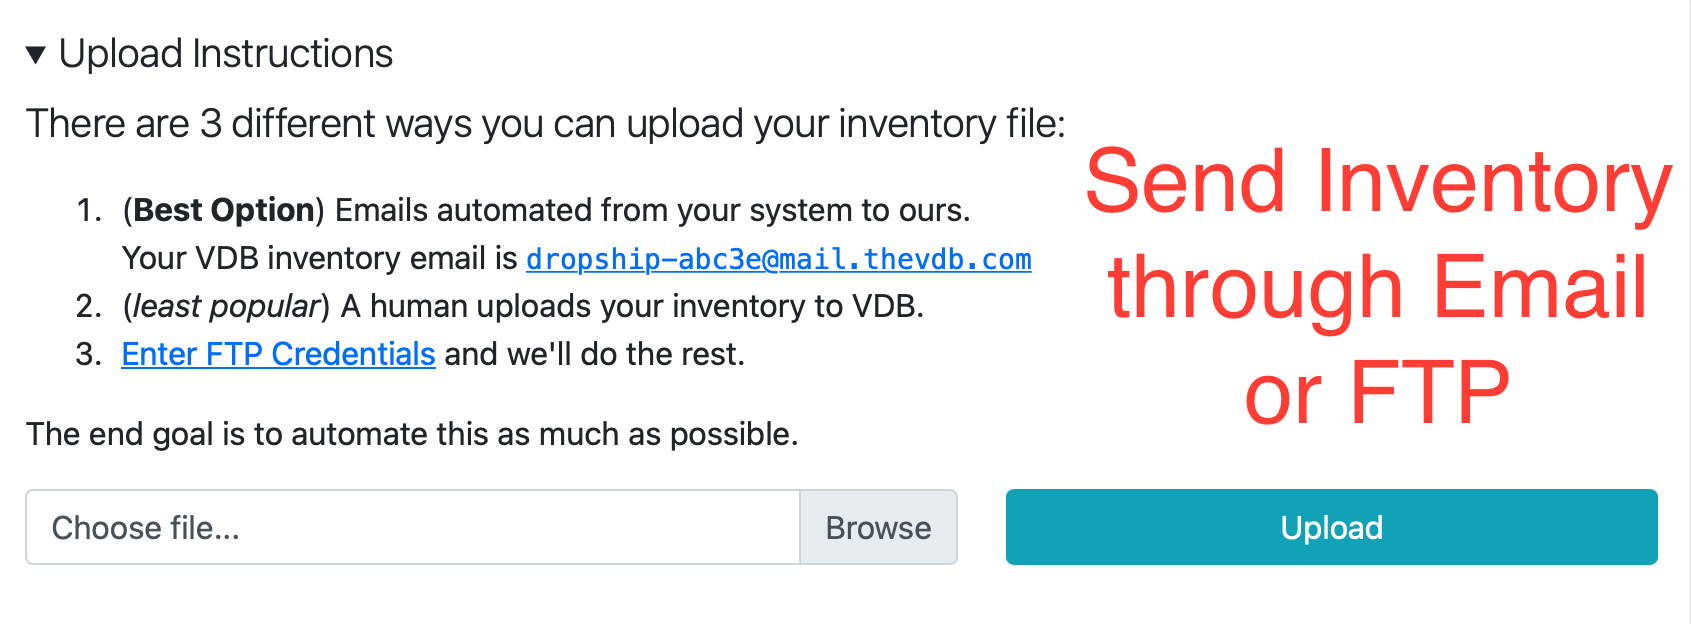 ▼ Upload Instructions
There are 3 different ways you can upload your inventory file:
1. (Best Option) Emails automated from your system to ours.
Your VDB inventory email is dropship-abc3e@mail.thevdb.com
2. (least popular) A human uploads your inventory to VDB.
3. Enter FTP Credentials and we'll do the rest.
The end goal is to automate this as much as possible.
Choose file... Browse Upload
Send Inventory
through Email
or FTP